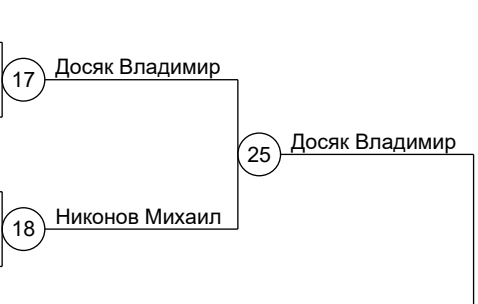 17
Досяк Владимир
25
Досяк Владимир
18
Никонов Михаил